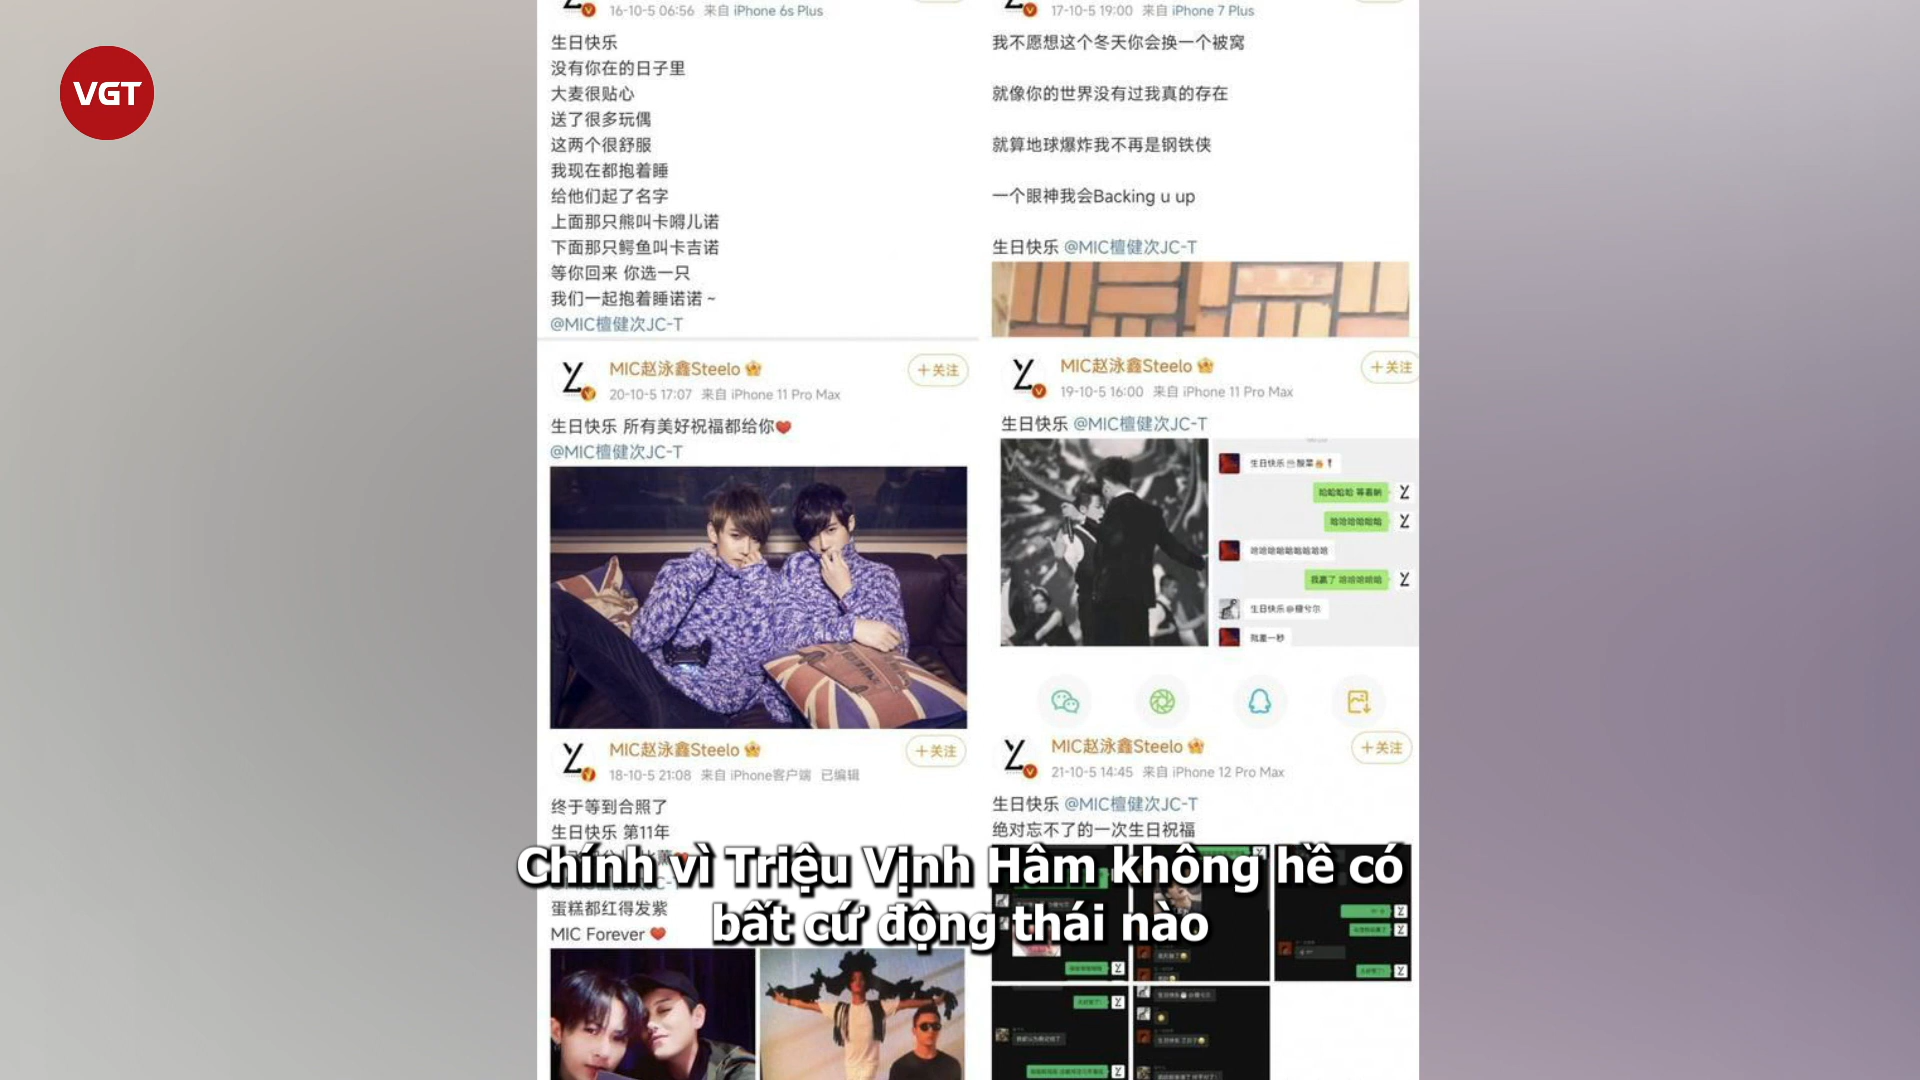 VGT
16-10-5 06:56 来自 iPhone 6s Plus
生日快乐
没有你在的日子里
大麦很贴心
送了很多玩偶
这两个很舒服
我现在都抱着睡
给他们起了名字
上面那只熊叫卡嘚儿诺
下面那只鳄鱼叫卡吉诺
等你回来 你选一只
我们一起抱着睡诺诺 ~
@MIC檀健次JC-T
17-10-5 19:00 来自 iPhone 7 Plus
我不愿想这个冬天你会换一个被窝
就像你的世界没有过我真的存在
就算地球爆炸我不再是钢铁侠
一个眼神我会Backing u up
生日快乐 @MIC檀健次JC-T
MIC赵泳鑫Steelo
+关注
20-10-5 17:07 来自 iPhone 11 Pro Max
生日快乐 所有美好祝福都给你❤
@MIC檀健次JC-T
MIC赵泳鑫Steelo
+关注
19-10-5 16:00 来自 iPhone 11 Pro Max
生日快乐 @MIC檀健次JC-T
我赢了 哈哈哈哈哈
就差一秒
MIC赵泳鑫Steelo
+关注
18-10-5 21:08 来自 iPhone客户端 已编辑
终于等到合照了
生日快乐 第11年
蛋糕都红得发紫
MIC Forever ❤
MIC赵泳鑫Steelo
+关注
21-10-5 14:45 来自 iPhone 12 Pro Max
生日快乐 @MIC檀健次JC-T
绝对忘不了的一次生日祝福
Chính vì Triệu Vịnh Hâm không hề có
bất cứ động thái nào